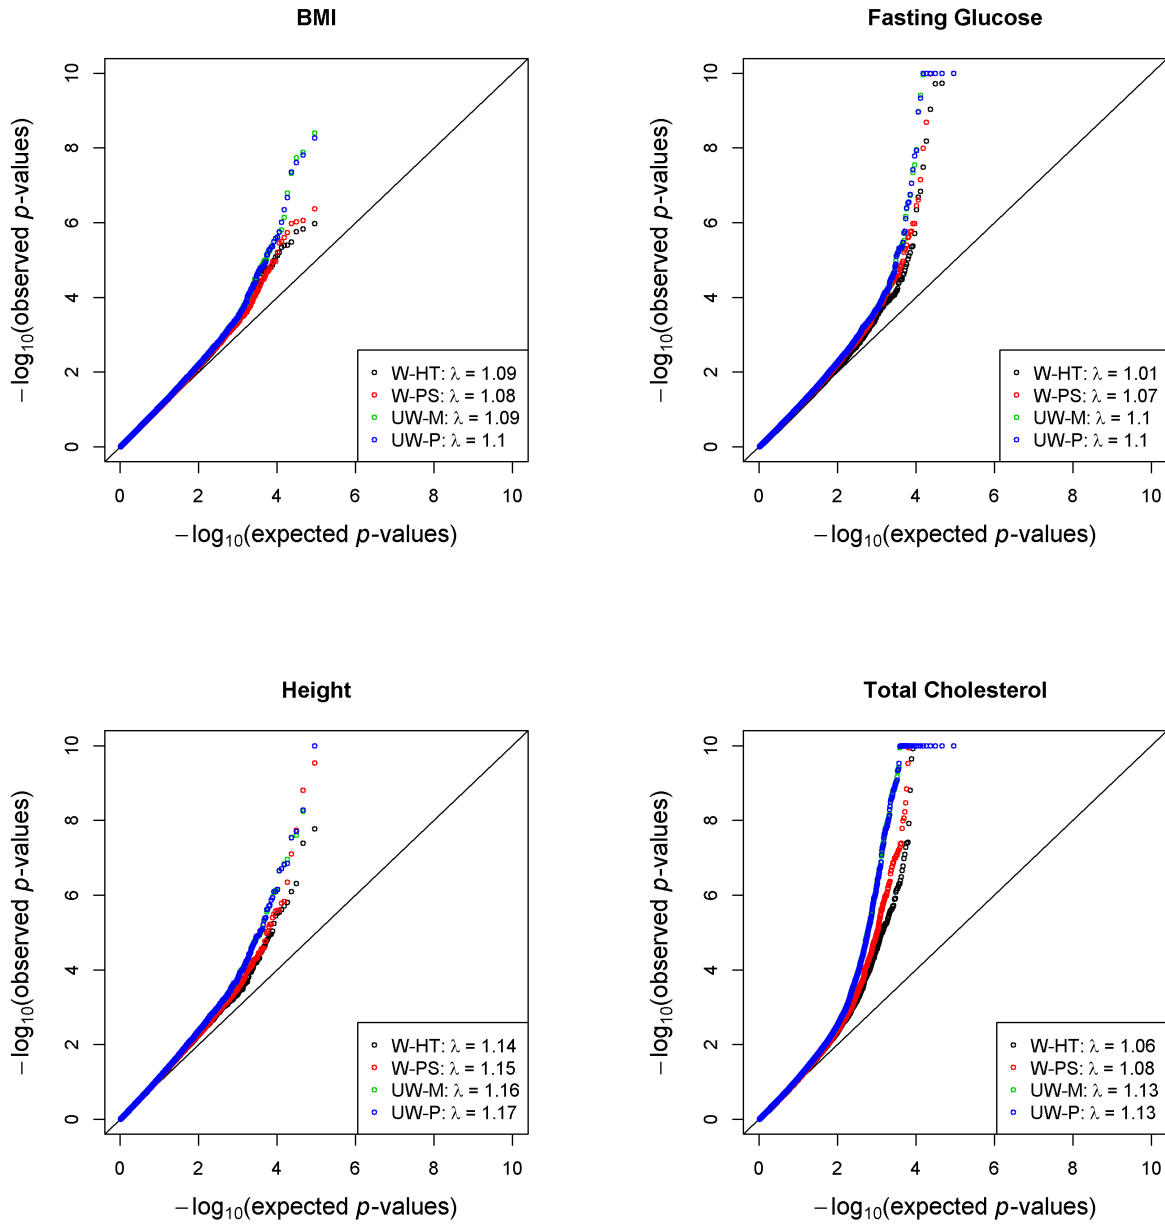 BMI
−log10(observed p-values)
10
8
6
4
2
0
W-HT: λ = 1.09
W-PS: λ = 1.08
UW-M: λ = 1.09
UW-P: λ = 1.1
0 2 4 6 8 10
−log10(expected p-values)
Fasting Glucose
−log10(observed p-values)
10
8
6
4
2
0
W-HT: λ = 1.01
W-PS: λ = 1.07
UW-M: λ = 1.1
UW-P: λ = 1.1
0 2 4 6 8 10
−log10(expected p-values)
Height
−log10(observed p-values)
10
8
6
4
2
0
W-HT: λ = 1.14
W-PS: λ = 1.15
UW-M: λ = 1.16
UW-P: λ = 1.17
0 2 4 6 8 10
−log10(expected p-values)
Total Cholesterol
−log10(observed p-values)
10
8
6
4
2
0
W-HT: λ = 1.06
W-PS: λ = 1.08
UW-M: λ = 1.13
UW-P: λ = 1.13
0 2 4 6 8 10
−log10(expected p-values)